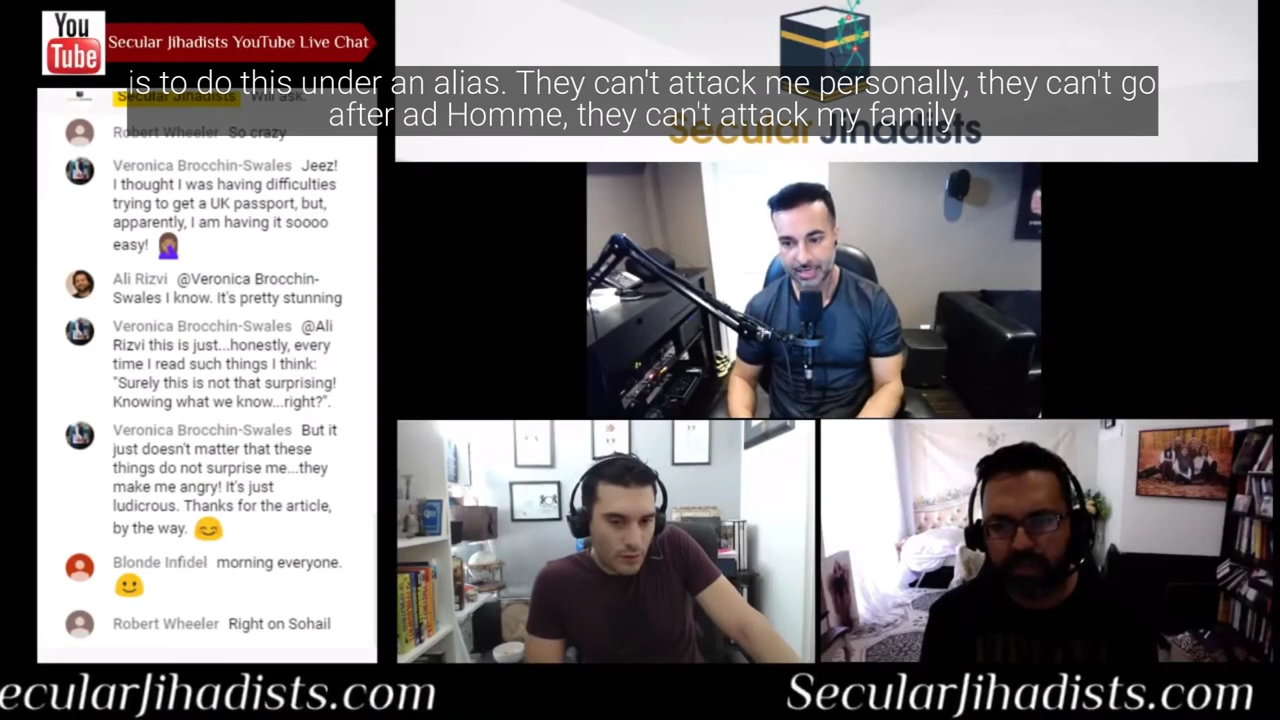 You
Tube
Secular Jihadists YouTube Live Chat
is to do this under an alias. They can't attack me personally, they can't go
after ad Homme, they can't attack my family
Secular Jihadists
Secular Jihadists Will ask.
Robert Wheeler So crazy
Veronica Brocchin-Swales Jeez!
I thought I was having difficulties
trying to get a UK passport, but,
apparently, I am having it soooo
easy! 🤦🏾‍♀️
Ali Rizvi @Veronica Brocchin-
Swales I know. It's pretty stunning
Veronica Brocchin-Swales @Ali
Rizvi this is just...honestly, every
time I read such things I think:
"Surely this is not that surprising!
Knowing what we know...right?".
Veronica Brocchin-Swales But it
just doesn't matter that these
things do not surprise me...they
make me angry! It's just
ludicrous. Thanks for the article,
by the way. 😊
Blonde Infidel morning everyone.
🙂
Robert Wheeler Right on Sohail
ecularJihadists.com
SecularJihadists.com